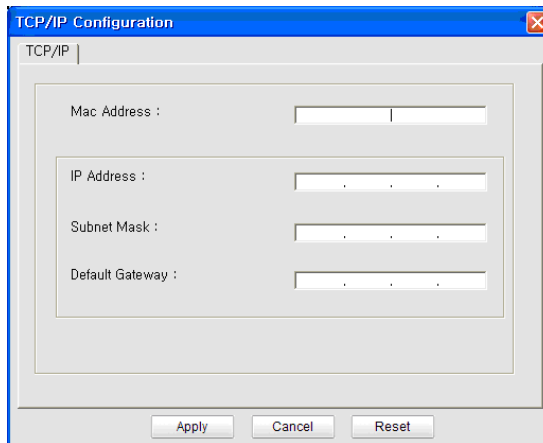 TCP/IP Configuration
TCP/IP
Mac Address :
IP Address :
. . .
Subnet Mask :
. . .
Default Gateway :
. . .
Apply Cancel Reset